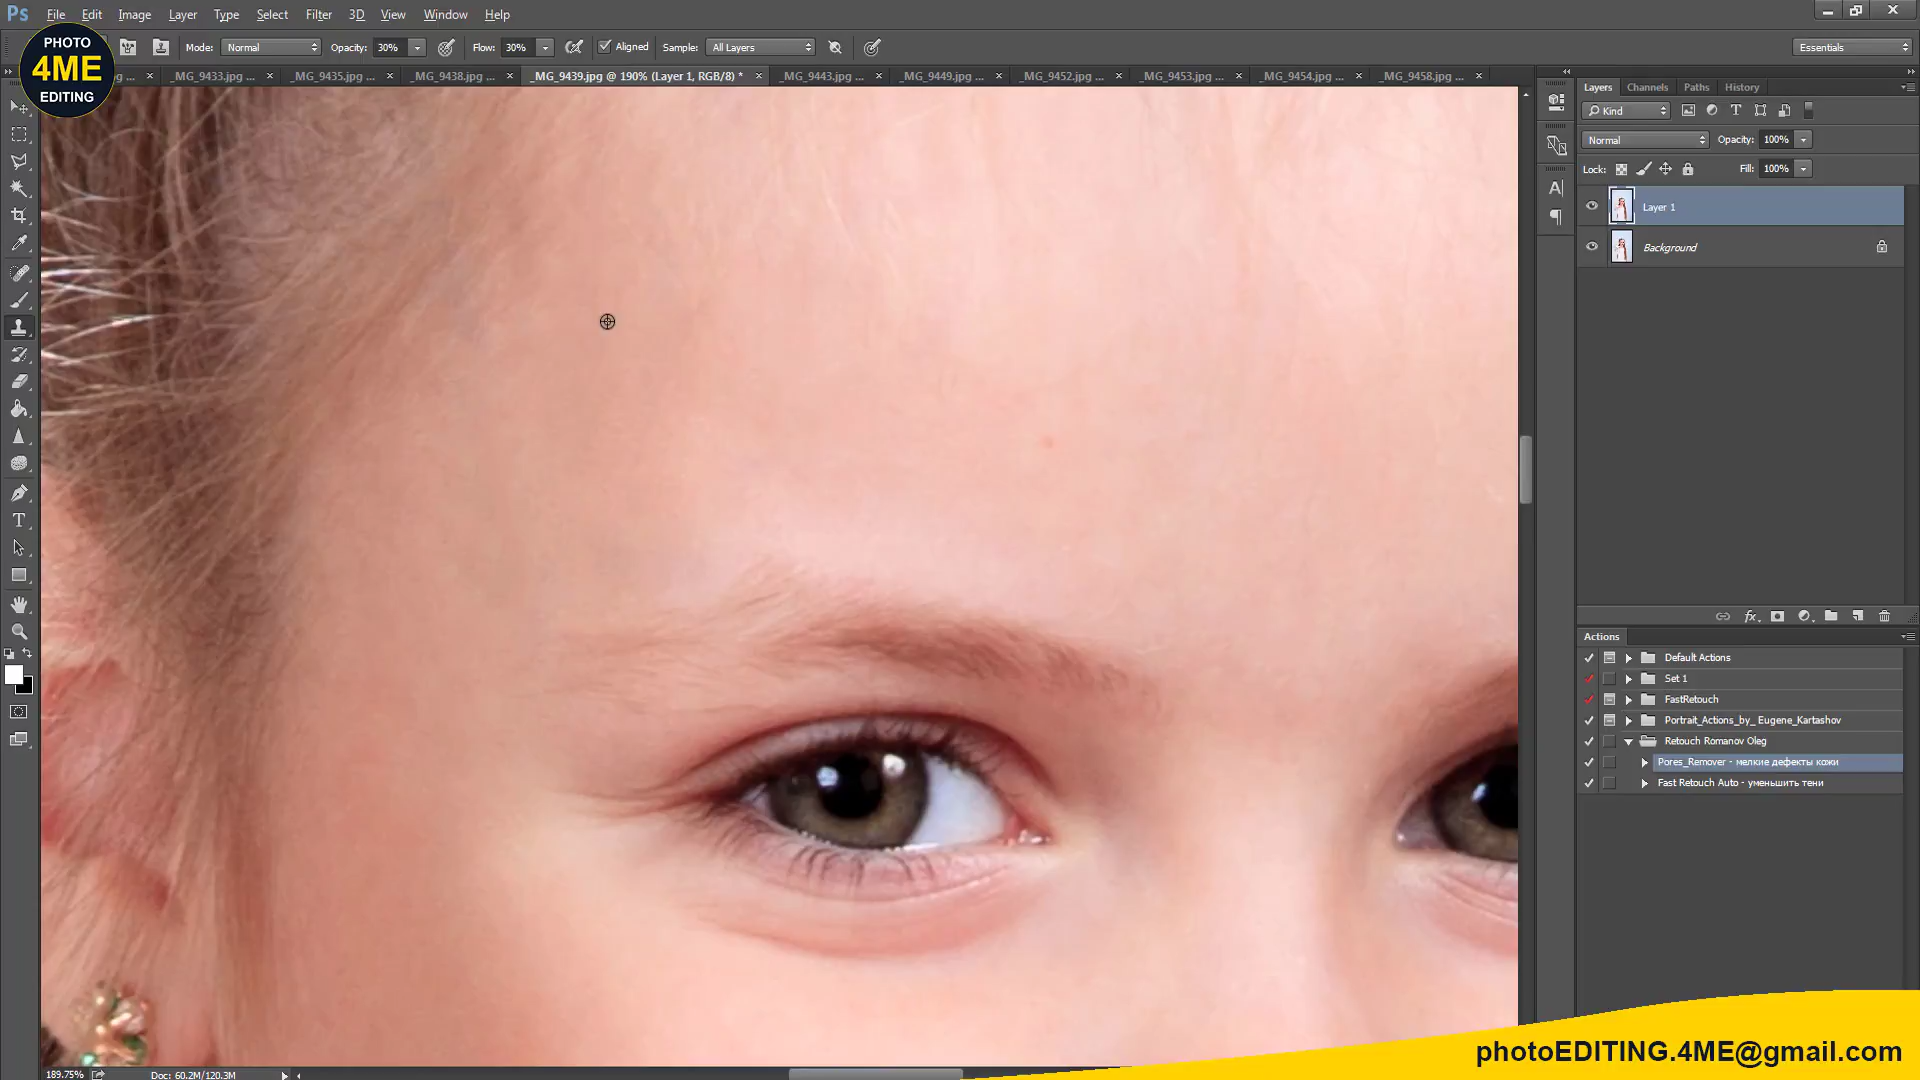 Ps File Edit Image Layer Type Select Filter 3D View Window Help
PHOTO
4ME
EDITING
Mode: Normal Opacity: 30% Flow: 30% Aligned Sample: All Layers Essentials
_MG_9433.jpg ... _MG_9435.jpg ... _MG_9438.jpg ... _MG_9439.jpg @ 190% (Layer 1, RGB/8) * _MG_9443.jpg ... _MG_9449.jpg ... _MG_9452.jpg ... _MG_9453.jpg ... _MG_9454.jpg ... _MG_9458.jpg ...
Layers Channels Paths History
Kind
Normal Opacity: 100%
Lock: Fill: 100%
Layer 1
Background
Actions
Default Actions
Set 1
FastRetouch
Portrait_Actions_by_ Eugene_Kartashov
Retouch Romanov Oleg
Pores_Remover - мелкие дефекты кожи
Fast Retouch Auto - уменьшить тени
photoEDITING.4ME@gmail.com
189.75% Doc: 60.2M/120.3M